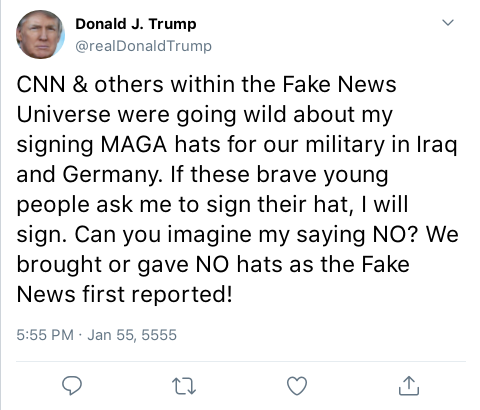 Donald J. Trump
@realDonaldTrump
CNN & others within the Fake News
Universe were going wild about my
signing MAGA hats for our military in Iraq
and Germany. If these brave young
people ask me to sign their hat, I will
sign. Can you imagine my saying NO? We
brought or gave NO hats as the Fake
News first reported!
5:55 PM · Jan 55, 5555